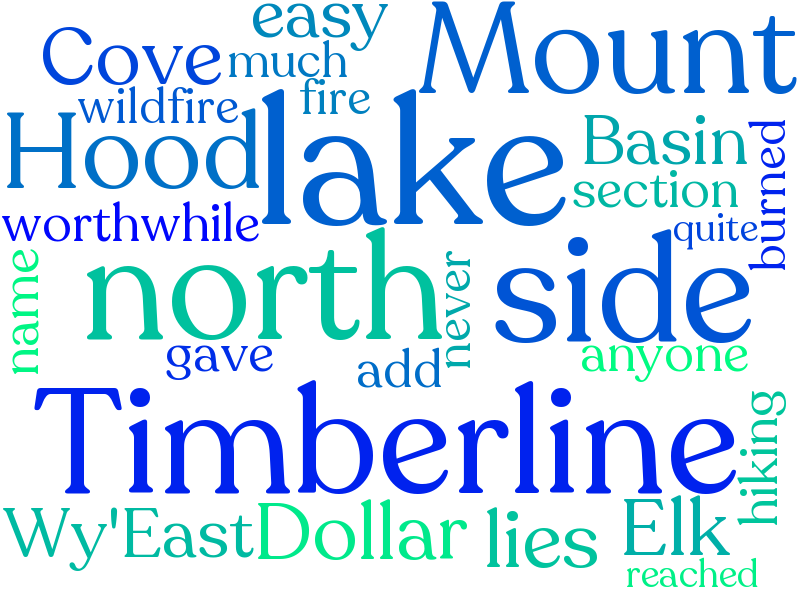 easy
Mount
Cove
much
wildfire
fire
Hood
lake
Basin
burned
section
worthwhile
quite
north
side
name
never
gave
add
anyone
Timberline
hiking
Wy'East
Dollar
lies
Elk
reached